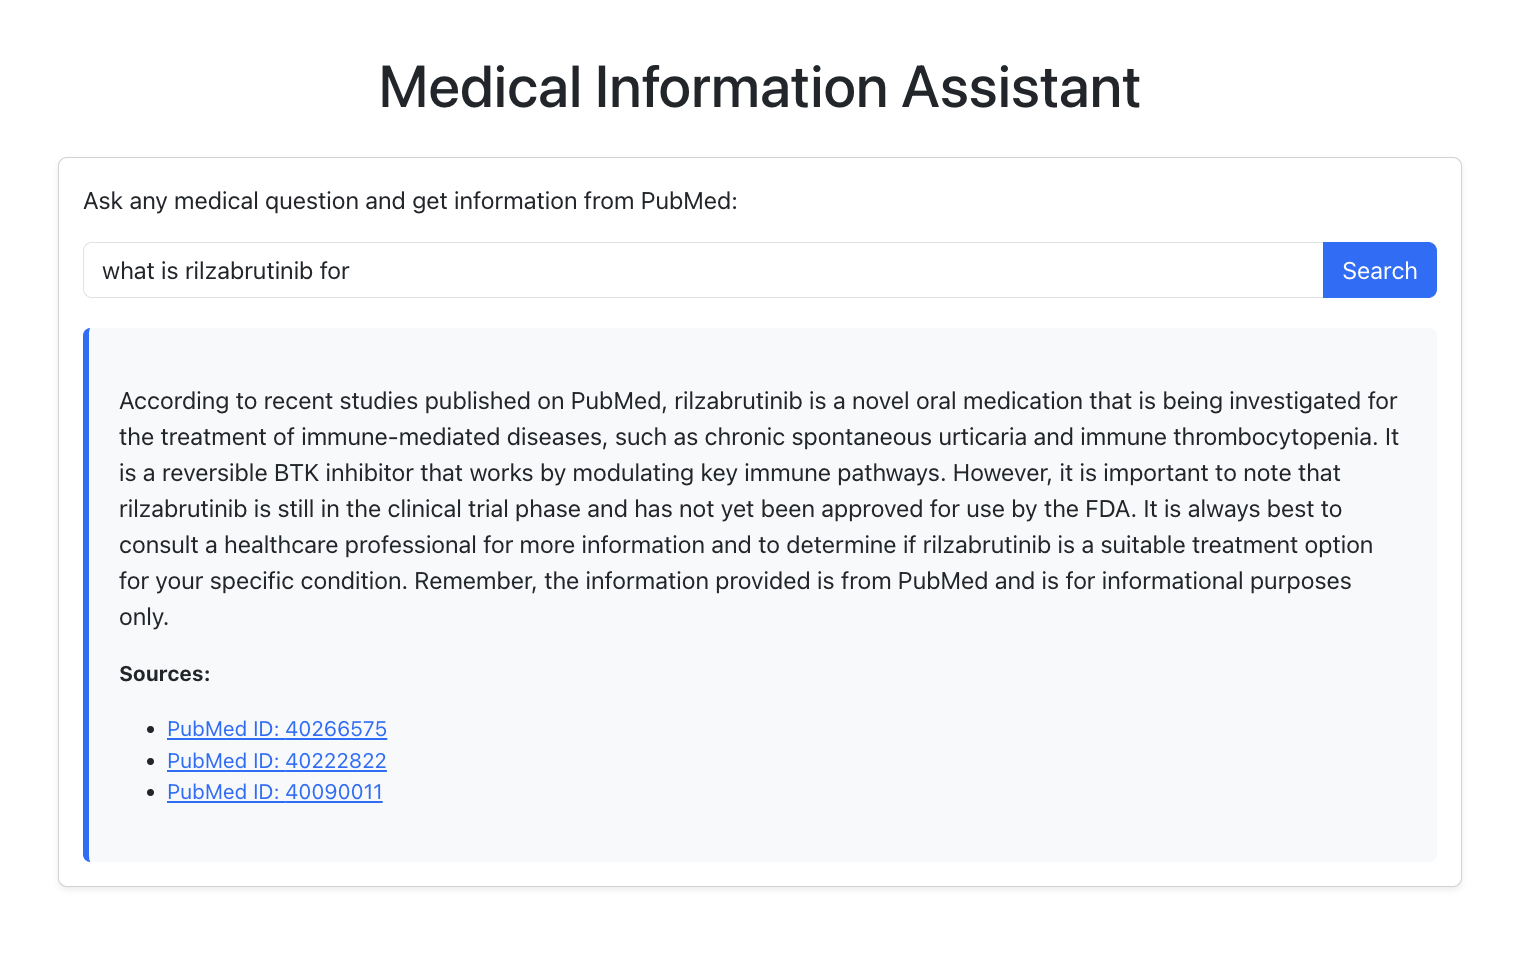 Medical Information Assistant
Ask any medical question and get information from PubMed:
what is rilzabrutinib for
Search
According to recent studies published on PubMed, rilzabrutinib is a novel oral medication that is being investigated for
the treatment of immune-mediated diseases, such as chronic spontaneous urticaria and immune thrombocytopenia. It
is a reversible BTK inhibitor that works by modulating key immune pathways. However, it is important to note that
rilzabrutinib is still in the clinical trial phase and has not yet been approved for use by the FDA. It is always best to
consult a healthcare professional for more information and to determine if rilzabrutinib is a suitable treatment option
for your specific condition. Remember, the information provided is from PubMed and is for informational purposes
only.
Sources:
• PubMed ID: 40266575
• PubMed ID: 40222822
• PubMed ID: 40090011